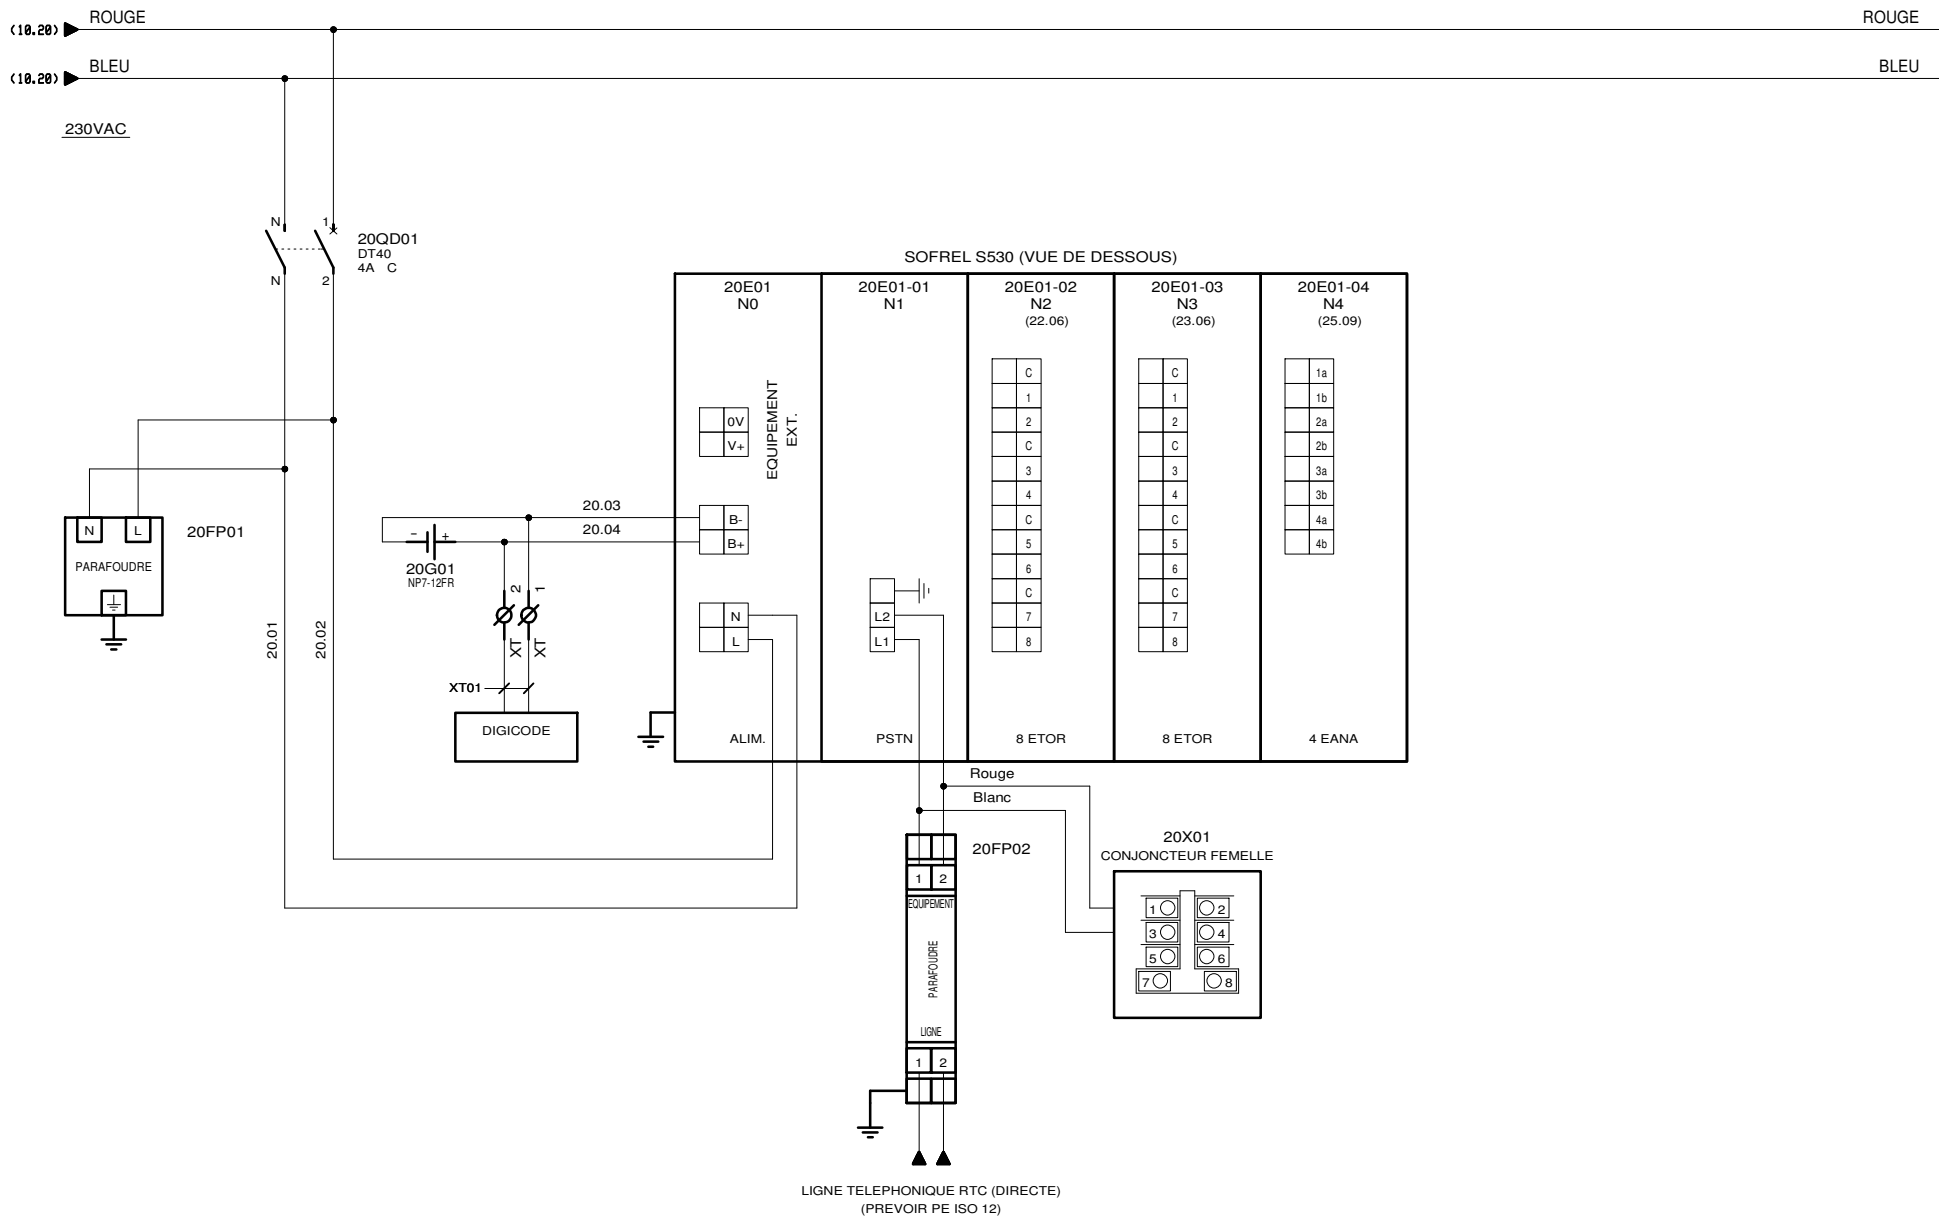 (10.20) ROUGE ROUGE
(10.20) BLEU BLEU
230VAC
N 1
20QD01
DT40
4A C
N 2
SOFREL S530 (VUE DE DESSOUS)
20E01
N0
20E01-01
N1
20E01-02
N2
(22.06)
20E01-03
N3
(23.06)
20E01-04
N4
(25.09)
EQUIPEMENT
EXT.
0V
V+
B-
B+
N
L
ALIM.
L2
L1
PSTN
C
1
2
C
3
4
C
5
6
C
7
8
8 ETOR
C
1
2
C
3
4
C
5
6
C
7
8
8 ETOR
1a
1b
2a
2b
3a
3b
4a
4b
4 EANA
N L
20FP01
PARAFOUDRE
20.01
20.02
20.03
20.04
- +
20G01
NP7-12FR
2 1
XT XT
XT01
DIGICODE
Rouge
Blanc
20FP02
1 2
EQUIPEMENT
PARAFOUDRE
LIGNE
1 2
20X01
CONJONCTEUR FEMELLE
1 2
3 4
5 6
7 8
LIGNE TELEPHONIQUE RTC (DIRECTE)
(PREVOIR PE ISO 12)